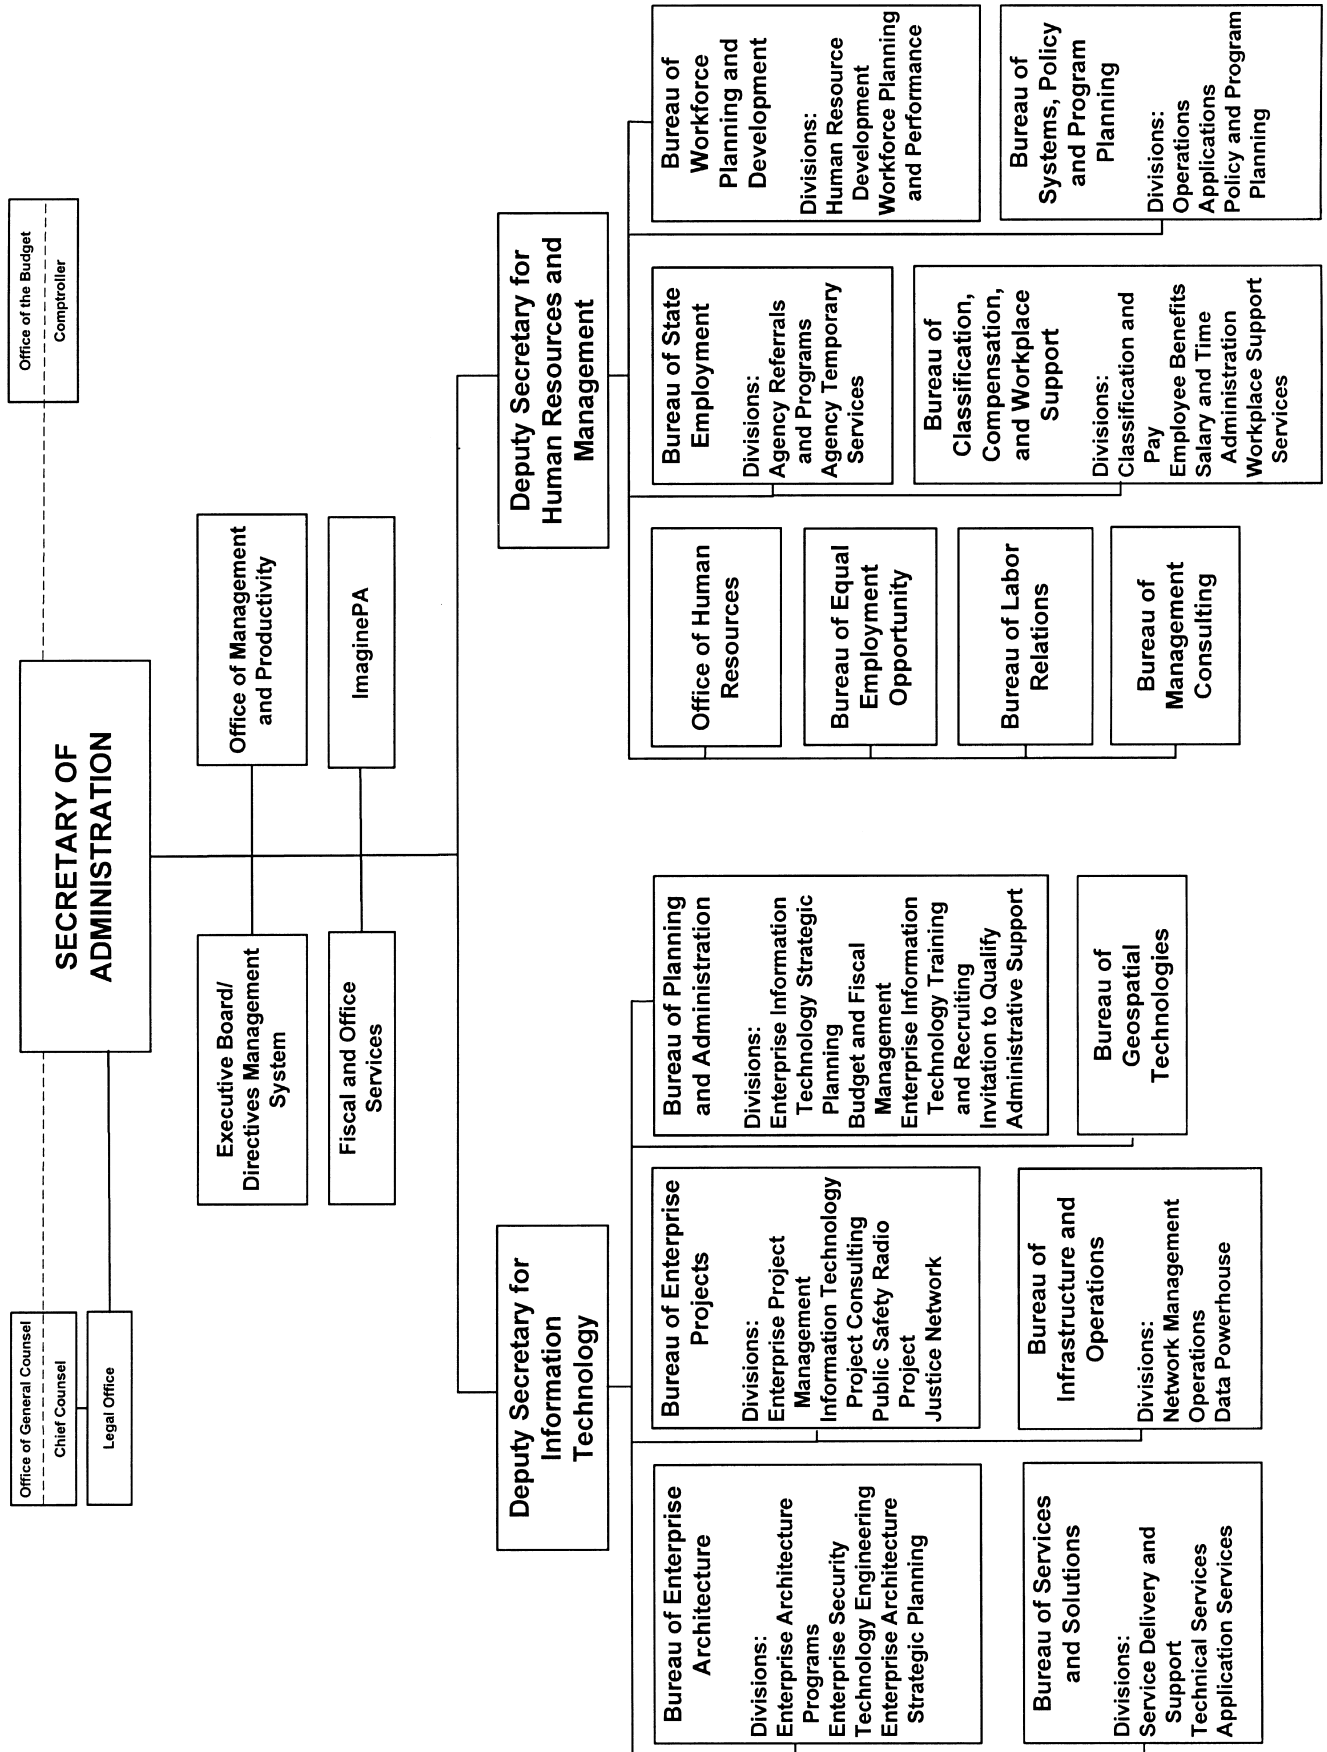 SECRETARY OF
ADMINISTRATION
Office of General Counsel
Chief Counsel
Legal Office
Office of the Budget
Comptroller
Executive Board/
Directives Management
System
Office of Management
and Productivity
Fiscal and Office
Services
ImaginePA
Deputy Secretary for
Information
Technology
Deputy Secretary for
Human Resources and
Management
Bureau of Enterprise
Architecture
Divisions:
Enterprise Architecture
Programs
Enterprise Security
Technology Engineering
Enterprise Architecture
Strategic Planning
Bureau of Services
and Solutions
Divisions:
Service Delivery and
Support
Technical Services
Application Services
Bureau of Enterprise
Projects
Divisions:
Enterprise Project
Management
Information Technology
Project Consulting
Public Safety Radio
Project
Justice Network
Bureau of
Infrastructure and
Operations
Divisions:
Network Management
Operations
Data Powerhouse
Bureau of Planning
and Administration
Divisions:
Enterprise Information
Technology Strategic
Planning
Budget and Fiscal
Management
Enterprise Information
Technology Training
and Recruiting
Invitation to Qualify
Administrative Support
Bureau of
Geospatial
Technologies
Office of Human
Resources
Bureau of Equal
Employment
Opportunity
Bureau of Labor
Relations
Bureau of
Management
Consulting
Bureau of State
Employment
Divisions:
Agency Referrals
and Programs
Agency Temporary
Services
Bureau of
Classification,
Compensation,
and Workplace
Support
Divisions:
Classification and
Pay
Employee Benefits
Salary and Time
Administration
Workplace Support
Services
Bureau of
Workforce
Planning and
Development
Divisions:
Human Resource
Development
Workforce Planning
and Performance
Bureau of
Systems, Policy
and Program
Planning
Divisions:
Operations
Applications
Policy and Program
Planning